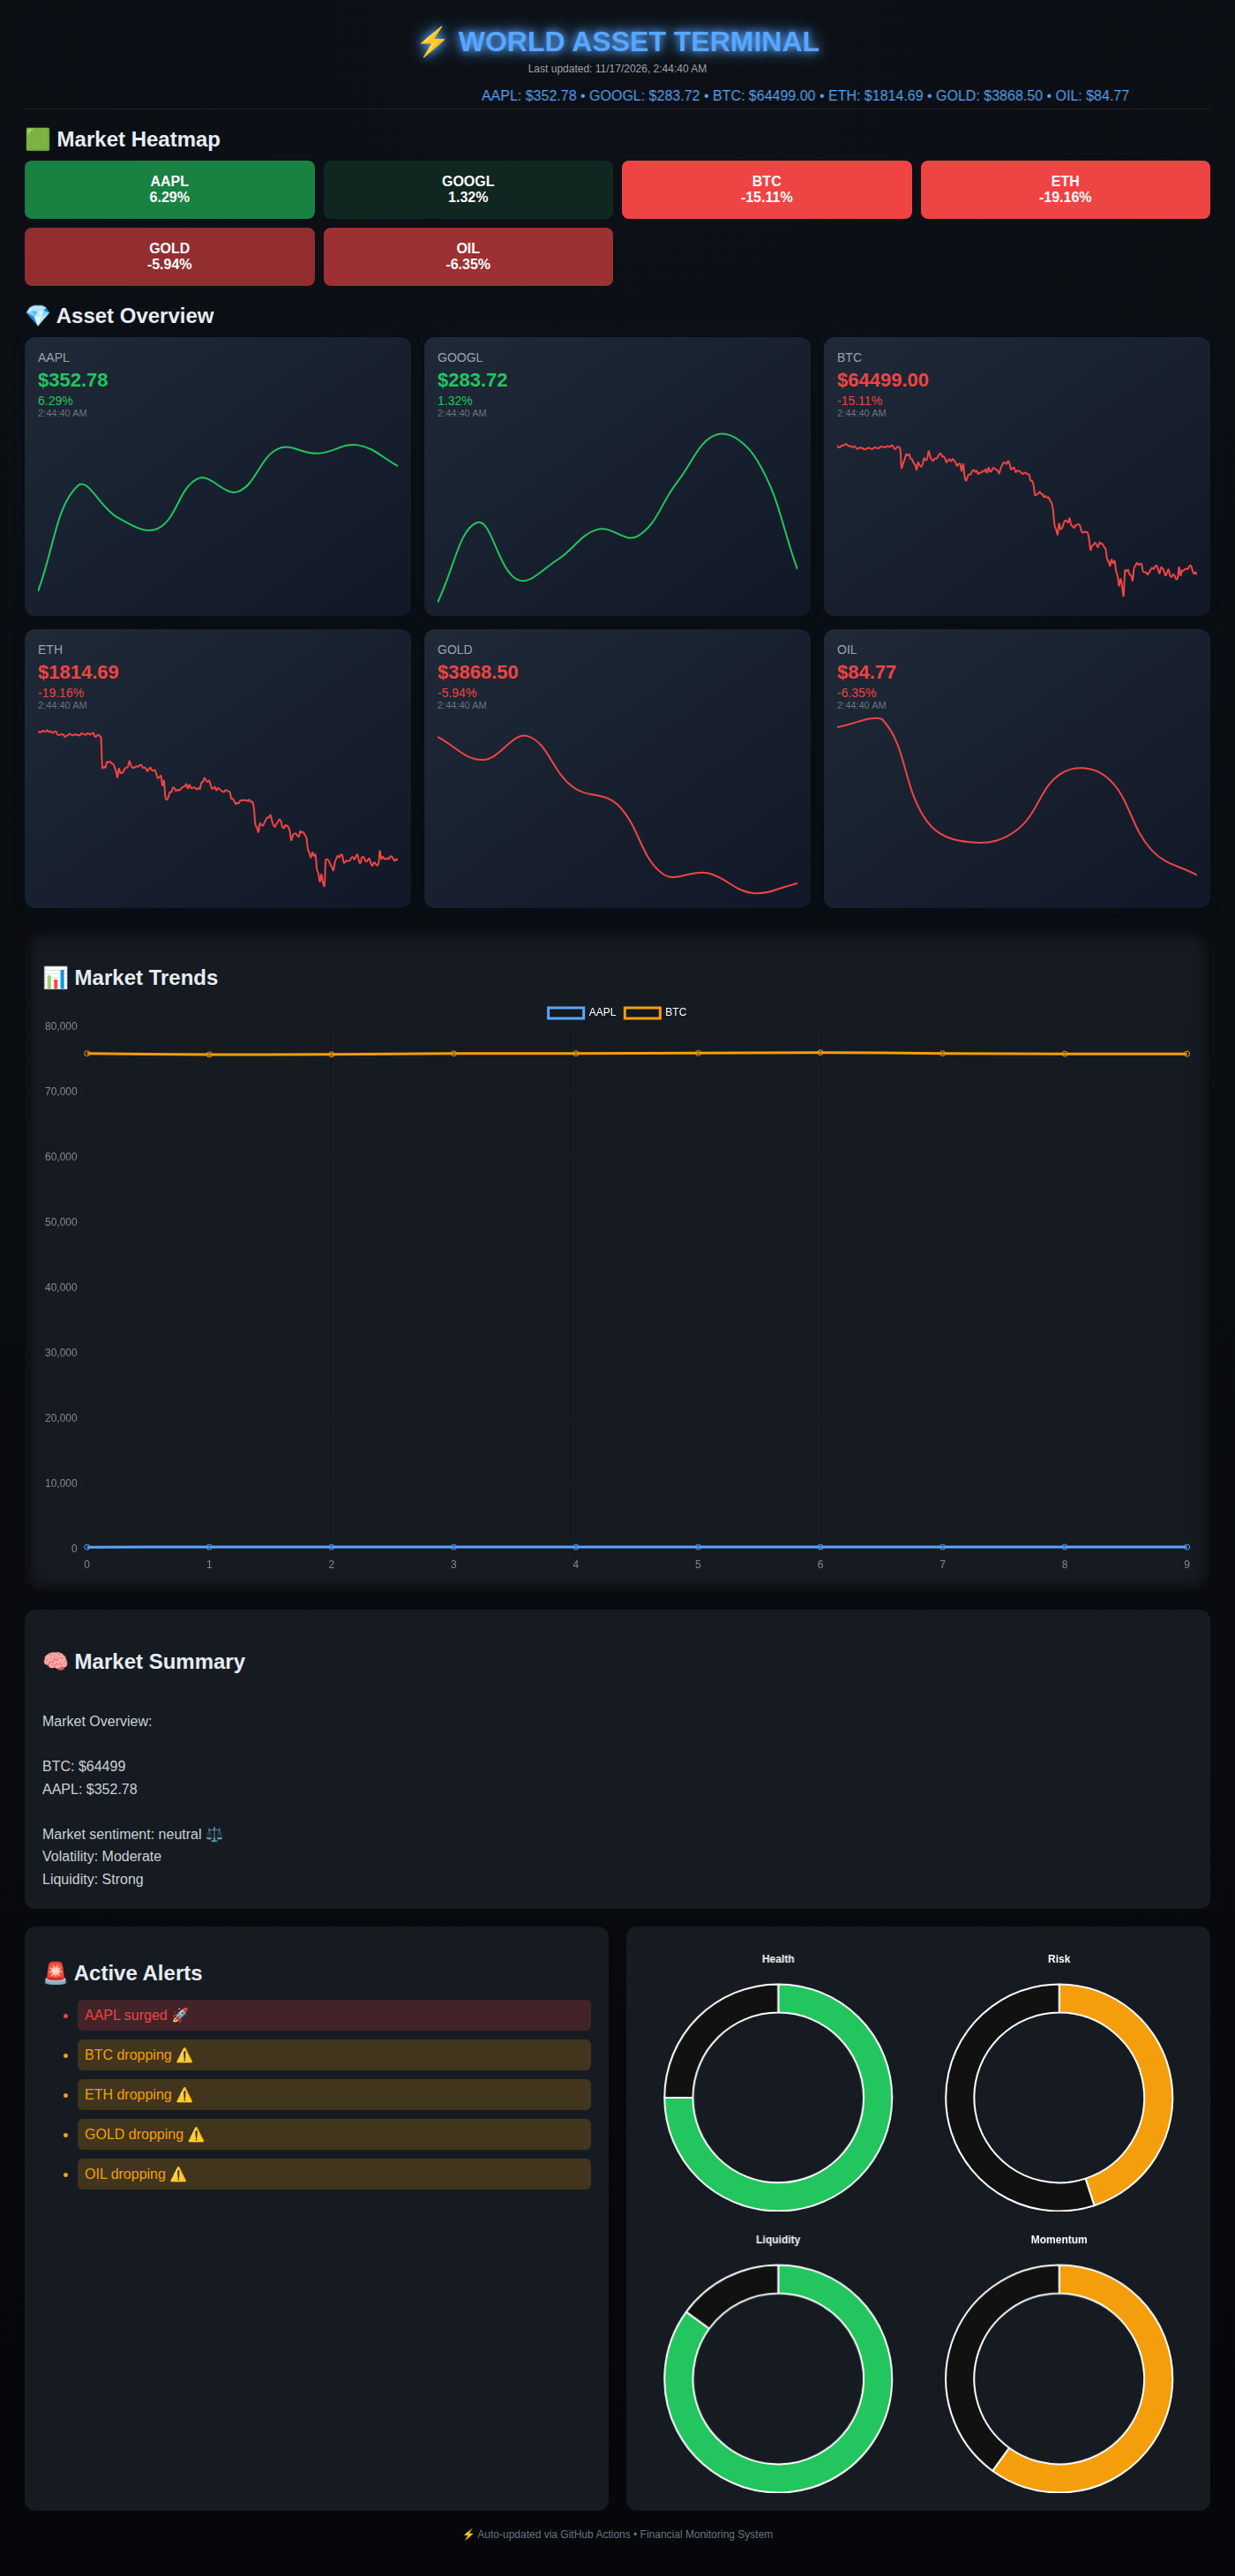 ⚡ WORLD ASSET TERMINAL
Last updated: 11/17/2026, 2:44:40 AM
AAPL: $352.78 • GOOGL: $283.72 • BTC: $64499.00 • ETH: $1814.69 • GOLD: $3868.50 • OIL: $84.77
🟩 Market Heatmap
AAPL
6.29%
GOOGL
1.32%
BTC
-15.11%
ETH
-19.16%
GOLD
-5.94%
OIL
-6.35%
💎 Asset Overview
AAPL
$352.78
6.29%
2:44:40 AM
GOOGL
$283.72
1.32%
2:44:40 AM
BTC
$64499.00
-15.11%
2:44:40 AM
ETH
$1814.69
-19.16%
2:44:40 AM
GOLD
$3868.50
-5.94%
2:44:40 AM
OIL
$84.77
-6.35%
2:44:40 AM
📊 Market Trends
AAPL BTC
80,000
70,000
60,000
50,000
40,000
30,000
20,000
10,000
0
0 1 2 3 4 5 6 7 8 9
🧠 Market Summary
Market Overview:
BTC: $64499
AAPL: $352.78
Market sentiment: neutral ⚖️
Volatility: Moderate
Liquidity: Strong
🚨 Active Alerts
• AAPL surged 🚀
• BTC dropping ⚠️
• ETH dropping ⚠️
• GOLD dropping ⚠️
• OIL dropping ⚠️
Health
Risk
Liquidity
Momentum
⚡ Auto-updated via GitHub Actions • Financial Monitoring System